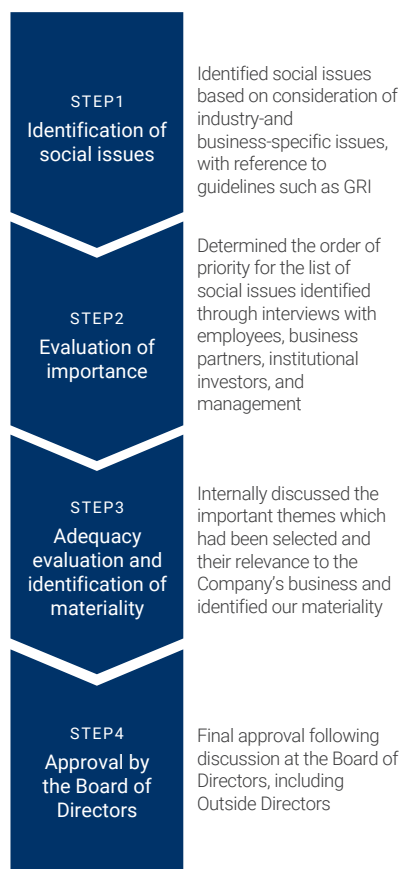 STEP1
Identification of
social issues
Identified social issues
based on consideration of
industry-and
business-specific issues,
with reference to
guidelines such as GRI
STEP2
Evaluation of
importance
Determined the order of
priority for the list of
social issues identified
through interviews with
employees, business
partners, institutional
investors, and
management
STEP3
Adequacy
evaluation and
identification of
materiality
Internally discussed the
important themes which
had been selected and
their relevance to the
Company’s business and
identified our materiality
STEP4
Approval by
the Board of
Directors
Final approval following
discussion at the Board of
Directors, including
Outside Directors